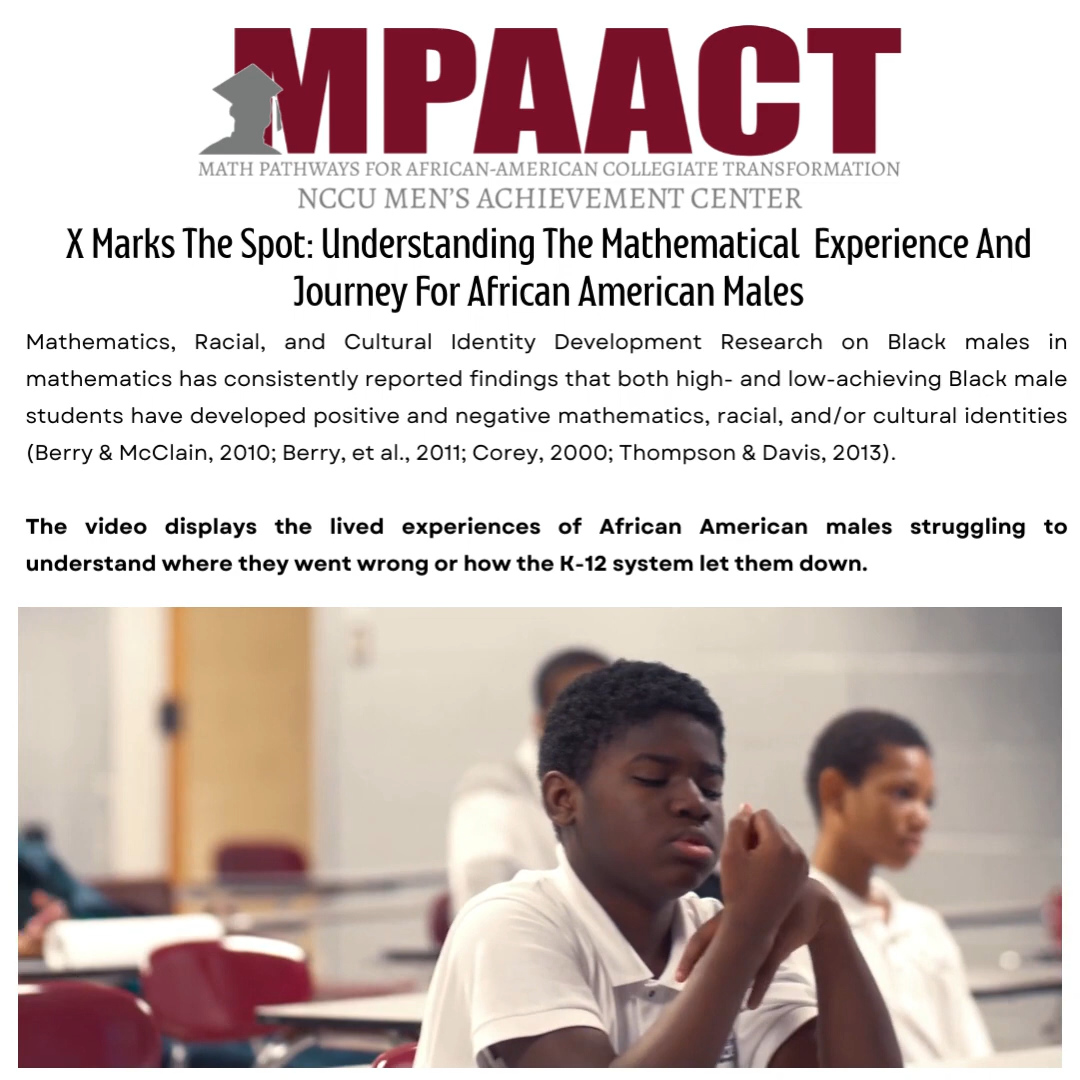 MPAACT
MATH PATHWAYS FOR AFRICAN-AMERICAN COLLEGIATE TRANSFORMATION
NCCU MEN'S ACHIEVEMENT CENTER
X Marks The Spot: Understanding The Mathematical Experience And
Journey For African American Males
Mathematics, Racial, and Cultural Identity Development Research on Black males in
mathematics has consistently reported findings that both high- and low-achieving Black male
students have developed positive and negative mathematics, racial, and/or cultural identities
(Berry & McClain, 2010; Berry, et al., 2011; Corey, 2000; Thompson & Davis, 2013).
The video displays the lived experiences of African American males struggling to
understand where they went wrong or how the K-12 system let them down.